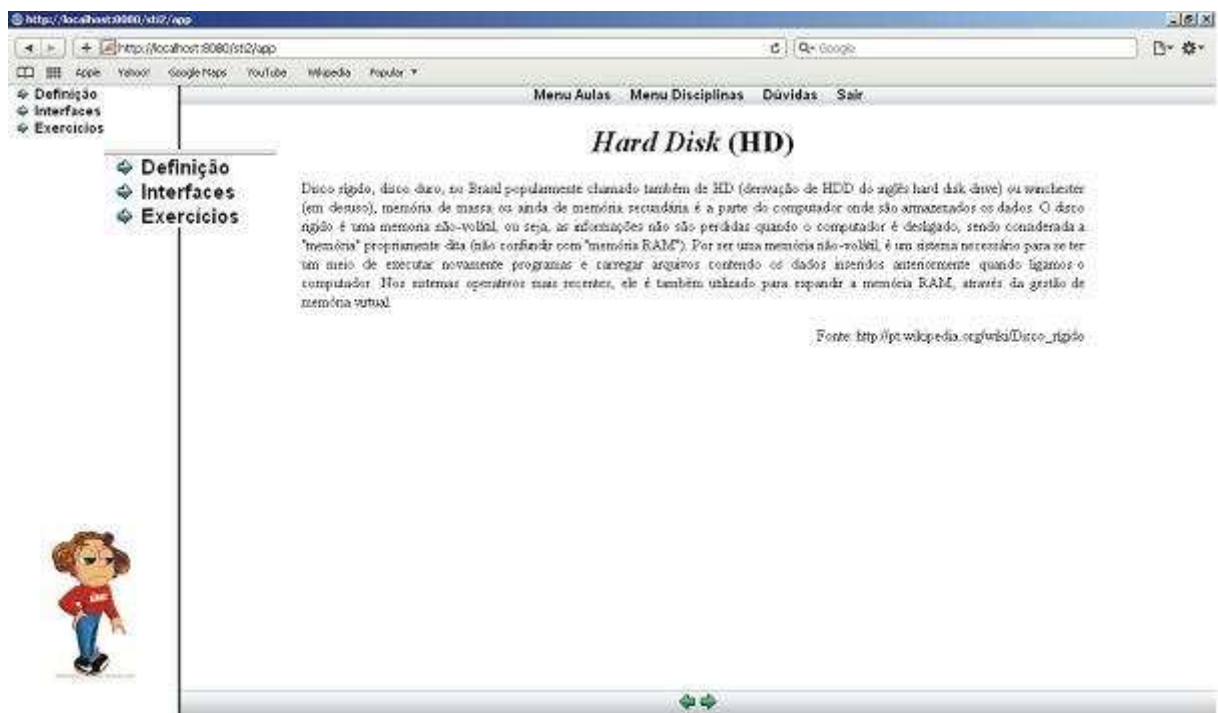 http://localhost:8080/sti2/app
http://localhost:8080/sti2/app
Google
Apple Yahoo! Google Maps YouTube Wikipedia Popular
Definição
Interfaces
Exercícios
Menu Aulas Menu Disciplinas Dúvidas Sair
Definição
Interfaces
Exercícios
Hard Disk (HD)
Disco rígido, disco duro, no Brasil popularmente chamado também de HD (derivação de HDD do inglês hard disk drive) ou winchester
(em desuso), memória de massa ou ainda de memória secundária é a parte do computador onde são armazenados os dados. O disco
rígido é uma memória não-volátil, ou seja, as informações não são perdidas quando o computador é desligado, sendo considerada a
"memória" propriamente dita (não confundir com "memória RAM"). Por ser uma memória não-volátil, é um sistema necessário para se ter
um meio de executar novamente programas e carregar arquivos contendo os dados inseridos anteriormente quando ligamos o
computador. Nos sistemas operativos mais recentes, ele é também utilizado para expandir a memória RAM, através da gestão de
memória virtual.
Fonte: http://pt.wikipedia.org/wiki/Disco_rígido